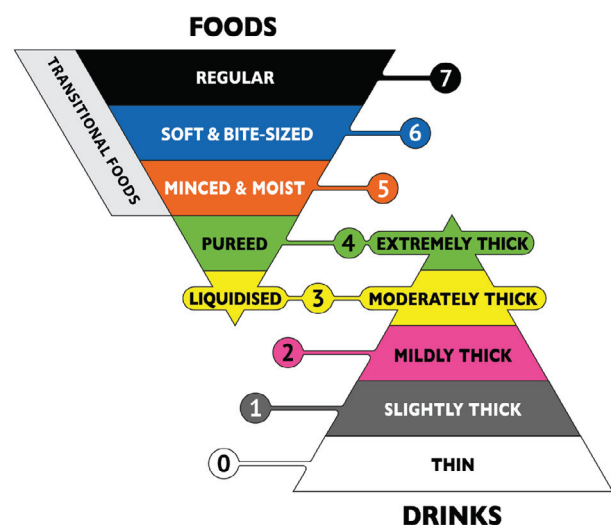 FOODS
TRANSITIONAL FOODS
REGULAR
7
SOFT & BITE-SIZED
6
MINCED & MOIST
5
PUREED
4
EXTREMELY THICK
LIQUIDISED
3
MODERATELY THICK
2
MILDLY THICK
1
SLIGHTLY THICK
0
THIN
DRINKS